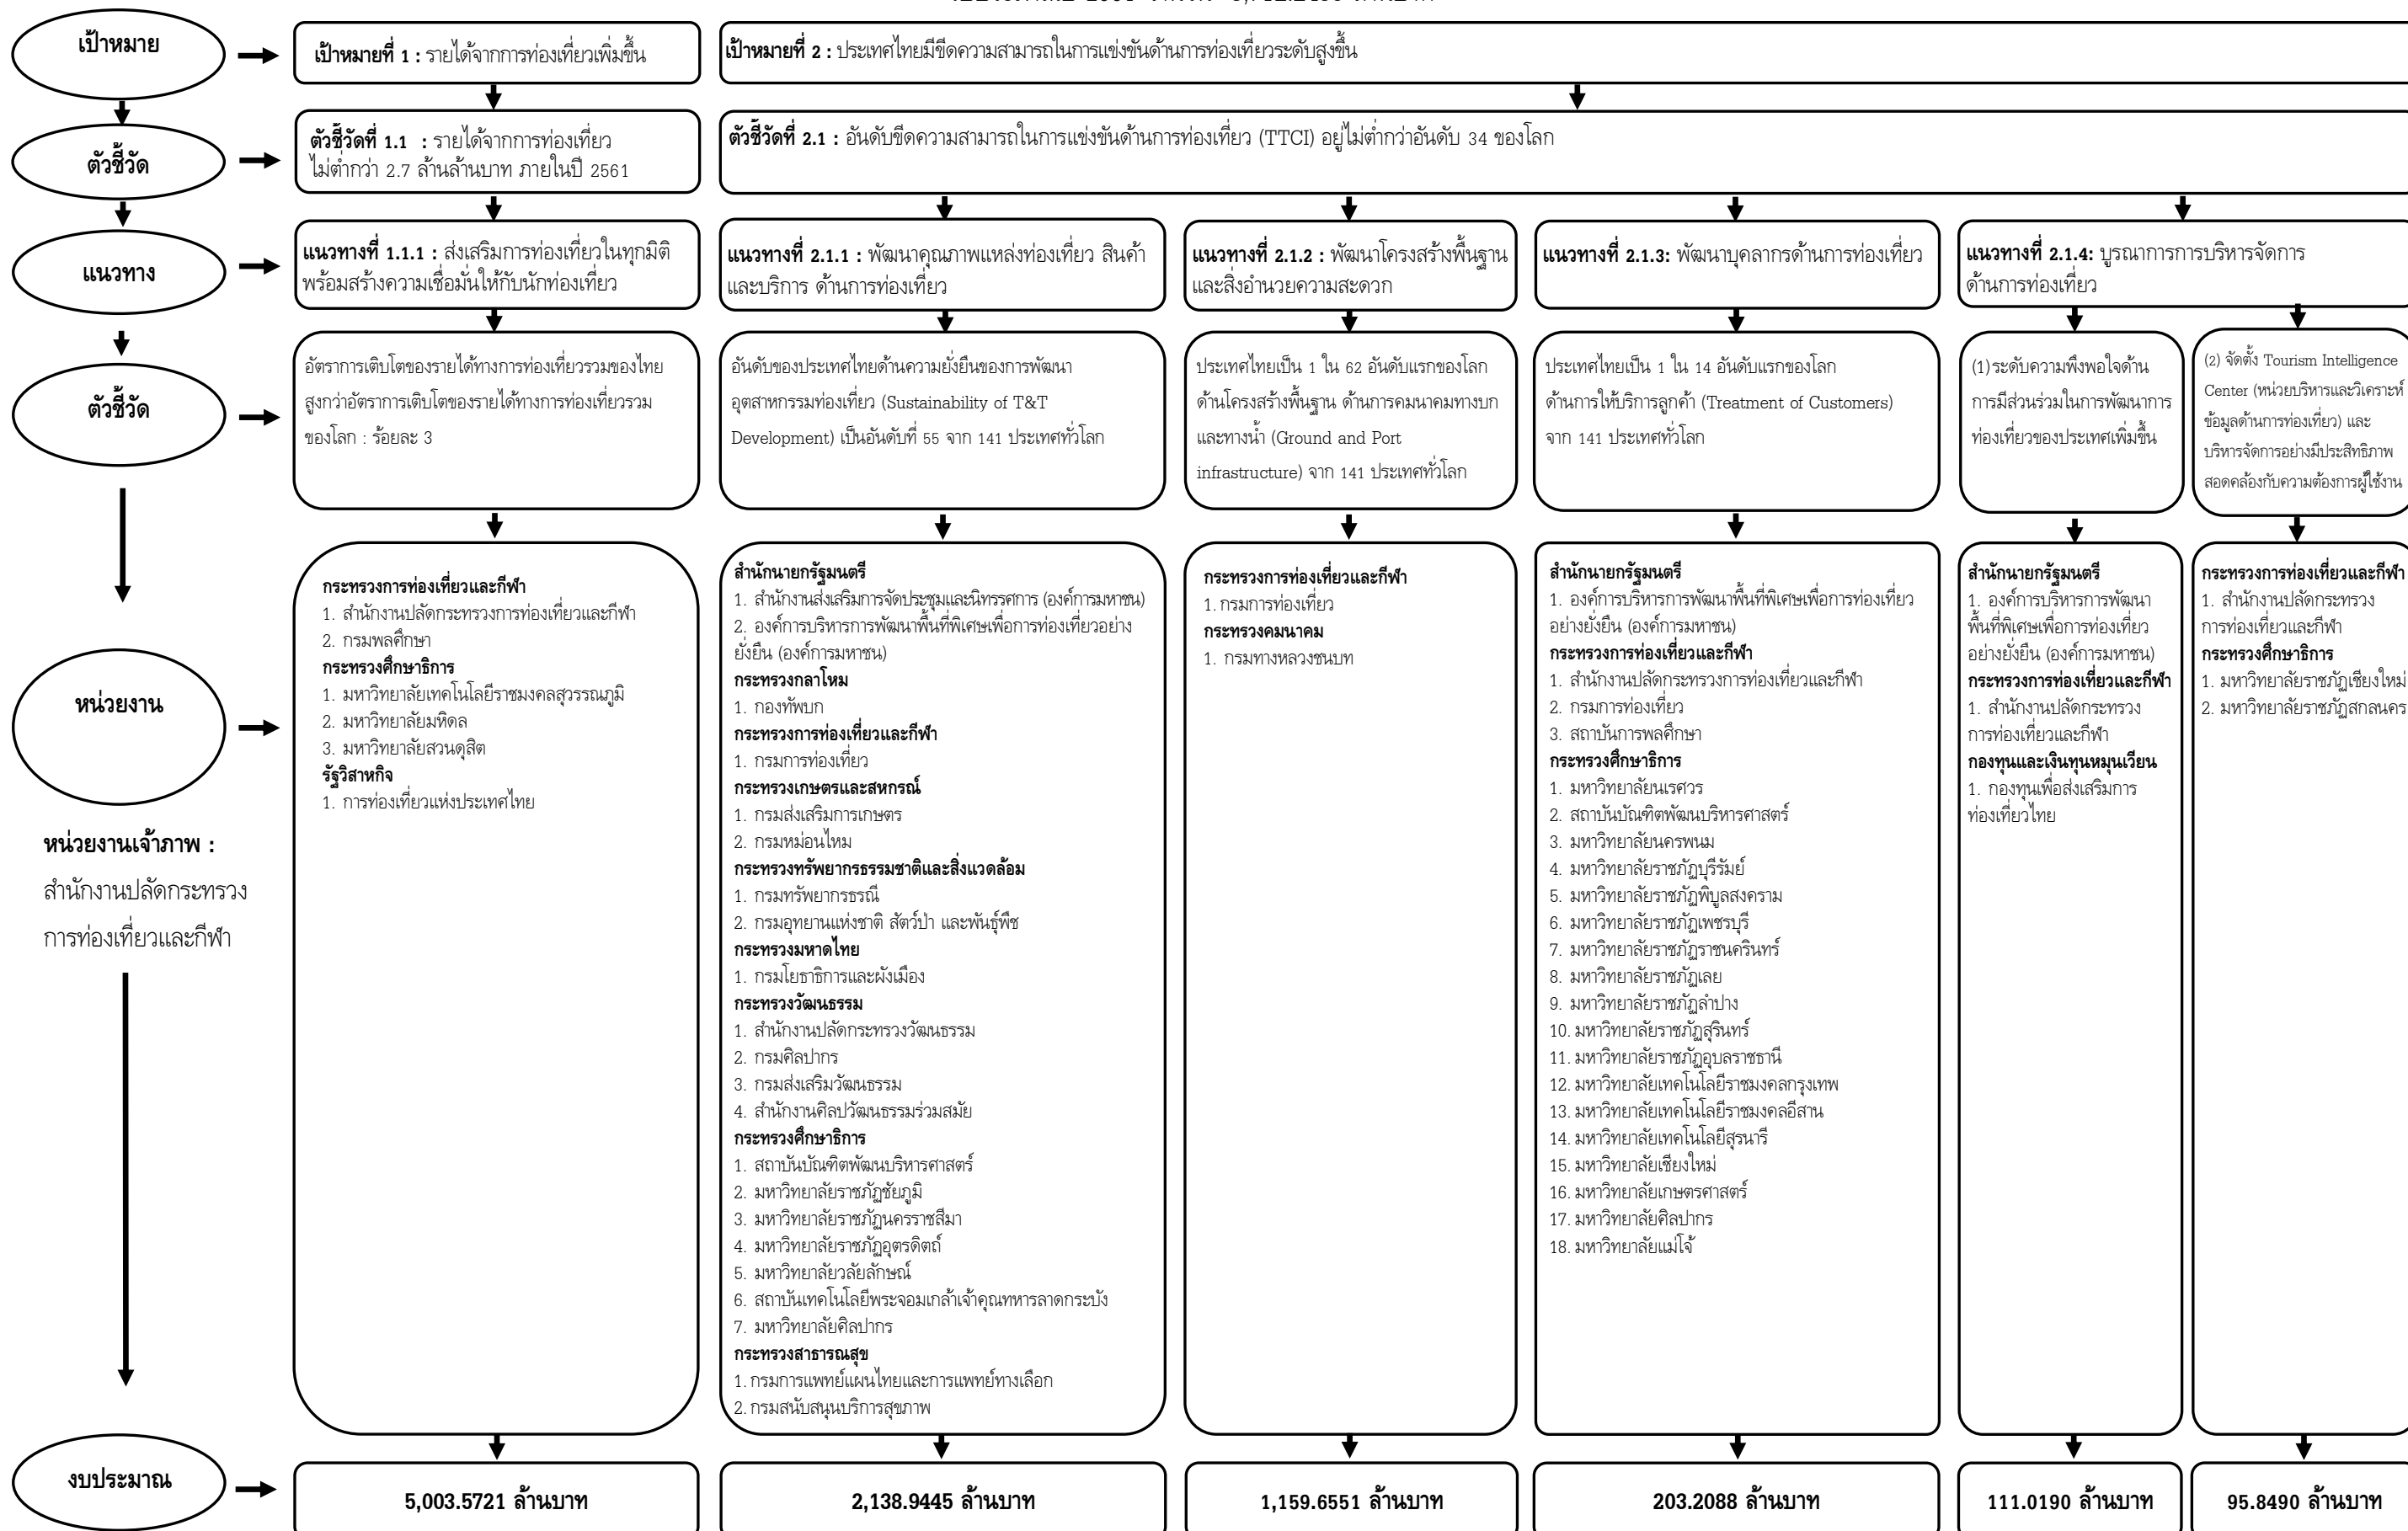 เป้าหมาย
เป้าหมายที่ 1 : รายได้จากการท่องเที่ยวเพิ่มขึ้น
เป้าหมายที่ 2 : ประเทศไทยมีขีดความสามารถในการแข่งขันด้านการท่องเที่ยวระดับสูงขึ้น
ตัวชี้วัด
ตัวชี้วัดที่ 1.1 : รายได้จากการท่องเที่ยว
ไม่ต่ำกว่า 2.7 ล้านล้านบาท ภายในปี 2561
ตัวชี้วัดที่ 2.1 : อันดับขีดความสามารถในการแข่งขันด้านการท่องเที่ยว (TTCI) อยู่ไม่ต่ำกว่าอันดับ 34 ของโลก
แนวทาง
แนวทางที่ 1.1.1 : ส่งเสริมการท่องเที่ยวในทุกมิติ
พร้อมสร้างความเชื่อมั่นให้กับนักท่องเที่ยว
แนวทางที่ 2.1.1 : พัฒนาคุณภาพแหล่งท่องเที่ยว สินค้า
และบริการ ด้านการท่องเที่ยว
แนวทางที่ 2.1.2 : พัฒนาโครงสร้างพื้นฐาน
และสิ่งอำนวยความสะดวก
แนวทางที่ 2.1.3: พัฒนาบุคลากรด้านการท่องเที่ยว
แนวทางที่ 2.1.4: บูรณาการการบริหารจัดการ
ด้านการท่องเที่ยว
ตัวชี้วัด
อัตราการเติบโตของรายได้ทางการท่องเที่ยวรวมของไทย
สูงกว่าอัตราการเติบโตของรายได้ทางการท่องเที่ยวรวม
ของโลก : ร้อยละ 3
อันดับของประเทศไทยด้านความยั่งยืนของการพัฒนา
อุตสาหกรรมท่องเที่ยว (Sustainability of T&T
Development) เป็นอันดับที่ 55 จาก 141 ประเทศทั่วโลก
ประเทศไทยเป็น 1 ใน 62 อันดับแรกของโลก
ด้านโครงสร้างพื้นฐาน ด้านการคมนาคมทางบก
และทางน้ำ (Ground and Port
infrastructure) จาก 141 ประเทศทั่วโลก
ประเทศไทยเป็น 1 ใน 14 อันดับแรกของโลก
ด้านการให้บริการลูกค้า (Treatment of Customers)
จาก 141 ประเทศทั่วโลก
(1) ระดับความพึงพอใจด้าน
การมีส่วนร่วมในการพัฒนาการ
ท่องเที่ยวของประเทศเพิ่มขึ้น
(2) จัดตั้ง Tourism Intelligence
Center (หน่วยบริหารและวิเคราะห์
ข้อมูลด้านการท่องเที่ยว) และ
บริหารจัดการอย่างมีประสิทธิภาพ
สอดคล้องกับความต้องการผู้ใช้งาน
หน่วยงาน
หน่วยงานเจ้าภาพ :
สำนักงานปลัดกระทรวง
การท่องเที่ยวและกีฬา
กระทรวงการท่องเที่ยวและกีฬา
1. สำนักงานปลัดกระทรวงการท่องเที่ยวและกีฬา
2. กรมพลศึกษา
กระทรวงศึกษาธิการ
1. มหาวิทยาลัยเทคโนโลยีราชมงคลสุวรรณภูมิ
2. มหาวิทยาลัยมหิดล
3. มหาวิทยาลัยสวนดุสิต
รัฐวิสาหกิจ
1. การท่องเที่ยวแห่งประเทศไทย
สำนักนายกรัฐมนตรี
1. สำนักงานส่งเสริมการจัดประชุมและนิทรรศการ (องค์การมหาชน)
2. องค์การบริหารการพัฒนาพื้นที่พิเศษเพื่อการท่องเที่ยวอย่าง
ยั่งยืน (องค์การมหาชน)
กระทรวงกลาโหม
1. กองทัพบก
กระทรวงการท่องเที่ยวและกีฬา
1. กรมการท่องเที่ยว
กระทรวงเกษตรและสหกรณ์
1. กรมส่งเสริมการเกษตร
2. กรมหม่อนไหม
กระทรวงทรัพยากรธรรมชาติและสิ่งแวดล้อม
1. กรมทรัพยากรธรณี
2. กรมอุทยานแห่งชาติ สัตว์ป่า และพันธุ์พืช
กระทรวงมหาดไทย
1. กรมโยธาธิการและผังเมือง
กระทรวงวัฒนธรรม
1. สำนักงานปลัดกระทรวงวัฒนธรรม
2. กรมศิลปากร
3. กรมส่งเสริมวัฒนธรรม
4. สำนักงานศิลปวัฒนธรรมร่วมสมัย
กระทรวงศึกษาธิการ
1. สถาบันบัณฑิตพัฒนบริหารศาสตร์
2. มหาวิทยาลัยราชภัฏชัยภูมิ
3. มหาวิทยาลัยราชภัฏนครราชสีมา
4. มหาวิทยาลัยราชภัฏอุตรดิตถ์
5. มหาวิทยาลัยวลัยลักษณ์
6. สถาบันเทคโนโลยีพระจอมเกล้าเจ้าคุณทหารลาดกระบัง
7. มหาวิทยาลัยศิลปากร
กระทรวงสาธารณสุข
1. กรมการแพทย์แผนไทยและการแพทย์ทางเลือก
2. กรมสนับสนุนบริการสุขภาพ
กระทรวงการท่องเที่ยวและกีฬา
1. กรมการท่องเที่ยว
กระทรวงคมนาคม
1. กรมทางหลวงชนบท
สำนักนายกรัฐมนตรี
1. องค์การบริหารการพัฒนาพื้นที่พิเศษเพื่อการท่องเที่ยว
อย่างยั่งยืน (องค์การมหาชน)
กระทรวงการท่องเที่ยวและกีฬา
1. สำนักงานปลัดกระทรวงการท่องเที่ยวและกีฬา
2. กรมการท่องเที่ยว
3. สถาบันการพลศึกษา
กระทรวงศึกษาธิการ
1. มหาวิทยาลัยนเรศวร
2. สถาบันบัณฑิตพัฒนบริหารศาสตร์
3. มหาวิทยาลัยนครพนม
4. มหาวิทยาลัยราชภัฏบุรีรัมย์
5. มหาวิทยาลัยราชภัฏพิบูลสงคราม
6. มหาวิทยาลัยราชภัฏเพชรบุรี
7. มหาวิทยาลัยราชภัฏราชนครินทร์
8. มหาวิทยาลัยราชภัฏเลย
9. มหาวิทยาลัยราชภัฏลำปาง
10. มหาวิทยาลัยราชภัฏสุรินทร์
11. มหาวิทยาลัยราชภัฏอุบลราชธานี
12. มหาวิทยาลัยเทคโนโลยีราชมงคลกรุงเทพ
13. มหาวิทยาลัยเทคโนโลยีราชมงคลอีสาน
14. มหาวิทยาลัยเทคโนโลยีสุรนารี
15. มหาวิทยาลัยเชียงใหม่
16. มหาวิทยาลัยเกษตรศาสตร์
17. มหาวิทยาลัยศิลปากร
18. มหาวิทยาลัยแม่โจ้
สำนักนายกรัฐมนตรี
1. องค์การบริหารการพัฒนา
พื้นที่พิเศษเพื่อการท่องเที่ยว
อย่างยั่งยืน (องค์การมหาชน)
กระทรวงการท่องเที่ยวและกีฬา
1. สำนักงานปลัดกระทรวง
การท่องเที่ยวและกีฬา
กองทุนและเงินทุนหมุนเวียน
1. กองทุนเพื่อส่งเสริมการ
ท่องเที่ยวไทย
กระทรวงการท่องเที่ยวและกีฬา
1. สำนักงานปลัดกระทรวง
การท่องเที่ยวและกีฬา
กระทรวงศึกษาธิการ
1. มหาวิทยาลัยราชภัฏเชียงใหม่
2. มหาวิทยาลัยราชภัฏสกลนคร
งบประมาณ
5,003.5721 ล้านบาท
2,138.9445 ล้านบาท
1,159.6551 ล้านบาท
203.2088 ล้านบาท
111.0190 ล้านบาท
95.8490 ล้านบาท